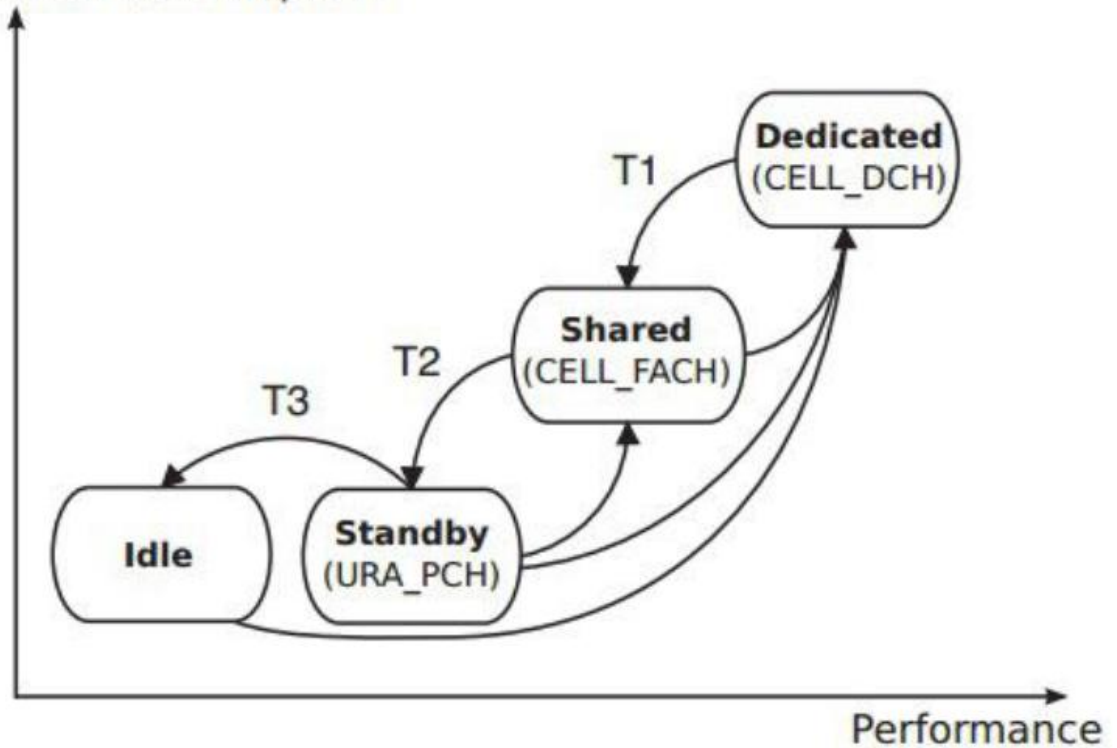 Dedicated
(CELL_DCH)
T1
Shared
(CELL_FACH)
T2
T3
Idle
Standby
(URA_PCH)
Performance